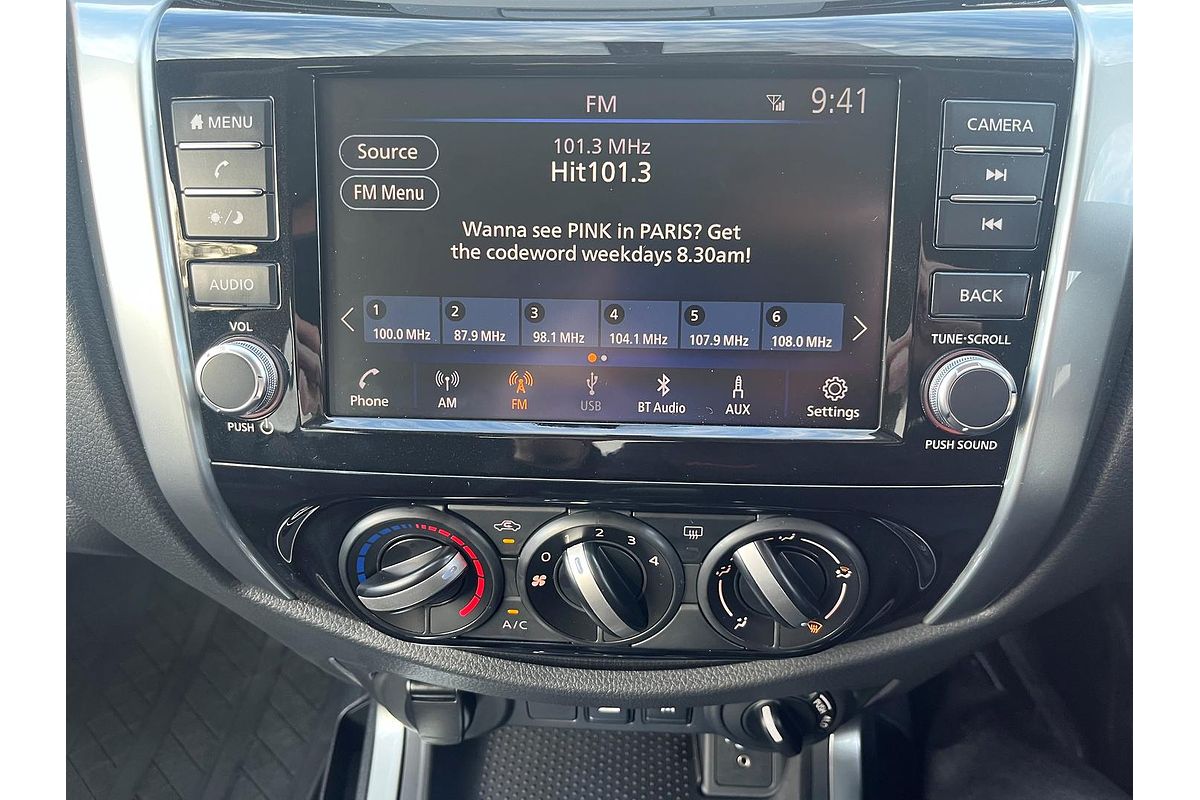 MENU
AUDIO
VOL
PUSH
FM
9:41
Source
FM Menu
101.3 MHz
Hit101.3
Wanna see PINK in PARIS? Get
the codeword weekdays 8.30am!
1 2 3 4 5 6
100.0 MHz 87.9 MHz 98.1 MHz 104.1 MHz 107.9 MHz 108.0 MHz
Phone AM FM USB BT Audio AUX Settings
CAMERA
BACK
TUNE·SCROLL
PUSH SOUND
0 2 3 4
A/C
PUSH